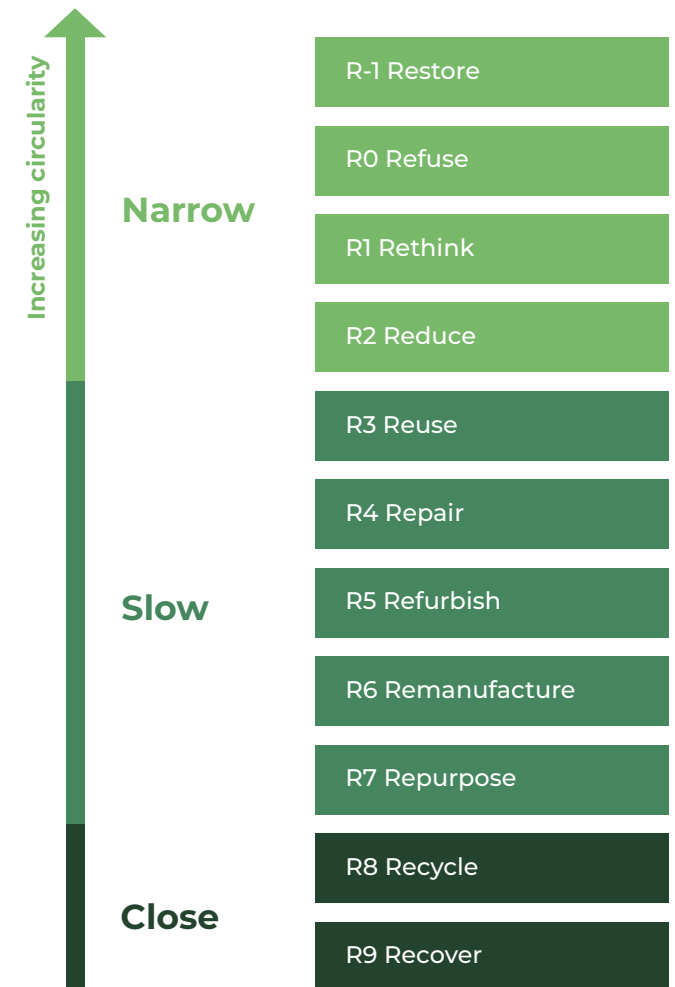 Increasing circularity
Narrow
R-1 Restore
R0 Refuse
R1 Rethink
R2 Reduce
Slow
R3 Reuse
R4 Repair
R5 Refurbish
R6 Remanufacture
R7 Repurpose
Close
R8 Recycle
R9 Recover